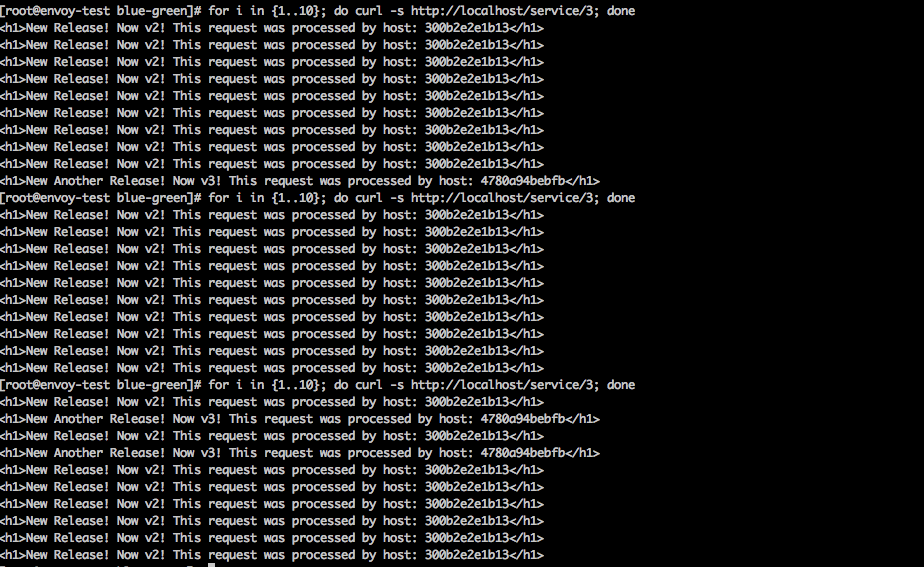 [root@envoy-test blue-green]# for i in {1..10}; do curl -s http://localhost/service/3; done
<h1>New Release! Now v2! This request was processed by host: 300b2e2e1b13</h1>
<h1>New Release! Now v2! This request was processed by host: 300b2e2e1b13</h1>
<h1>New Release! Now v2! This request was processed by host: 300b2e2e1b13</h1>
<h1>New Release! Now v2! This request was processed by host: 300b2e2e1b13</h1>
<h1>New Release! Now v2! This request was processed by host: 300b2e2e1b13</h1>
<h1>New Release! Now v2! This request was processed by host: 300b2e2e1b13</h1>
<h1>New Release! Now v2! This request was processed by host: 300b2e2e1b13</h1>
<h1>New Release! Now v2! This request was processed by host: 300b2e2e1b13</h1>
<h1>New Release! Now v2! This request was processed by host: 300b2e2e1b13</h1>
<h1>New Another Release! Now v3! This request was processed by host: 4780a94bebfb</h1>
[root@envoy-test blue-green]# for i in {1..10}; do curl -s http://localhost/service/3; done
<h1>New Release! Now v2! This request was processed by host: 300b2e2e1b13</h1>
<h1>New Release! Now v2! This request was processed by host: 300b2e2e1b13</h1>
<h1>New Release! Now v2! This request was processed by host: 300b2e2e1b13</h1>
<h1>New Release! Now v2! This request was processed by host: 300b2e2e1b13</h1>
<h1>New Release! Now v2! This request was processed by host: 300b2e2e1b13</h1>
<h1>New Release! Now v2! This request was processed by host: 300b2e2e1b13</h1>
<h1>New Release! Now v2! This request was processed by host: 300b2e2e1b13</h1>
<h1>New Release! Now v2! This request was processed by host: 300b2e2e1b13</h1>
<h1>New Release! Now v2! This request was processed by host: 300b2e2e1b13</h1>
<h1>New Release! Now v2! This request was processed by host: 300b2e2e1b13</h1>
[root@envoy-test blue-green]# for i in {1..10}; do curl -s http://localhost/service/3; done
<h1>New Release! Now v2! This request was processed by host: 300b2e2e1b13</h1>
<h1>New Another Release! Now v3! This request was processed by host: 4780a94bebfb</h1>
<h1>New Release! Now v2! This request was processed by host: 300b2e2e1b13</h1>
<h1>New Another Release! Now v3! This request was processed by host: 4780a94bebfb</h1>
<h1>New Release! Now v2! This request was processed by host: 300b2e2e1b13</h1>
<h1>New Release! Now v2! This request was processed by host: 300b2e2e1b13</h1>
<h1>New Release! Now v2! This request was processed by host: 300b2e2e1b13</h1>
<h1>New Release! Now v2! This request was processed by host: 300b2e2e1b13</h1>
<h1>New Release! Now v2! This request was processed by host: 300b2e2e1b13</h1>
<h1>New Release! Now v2! This request was processed by host: 300b2e2e1b13</h1>